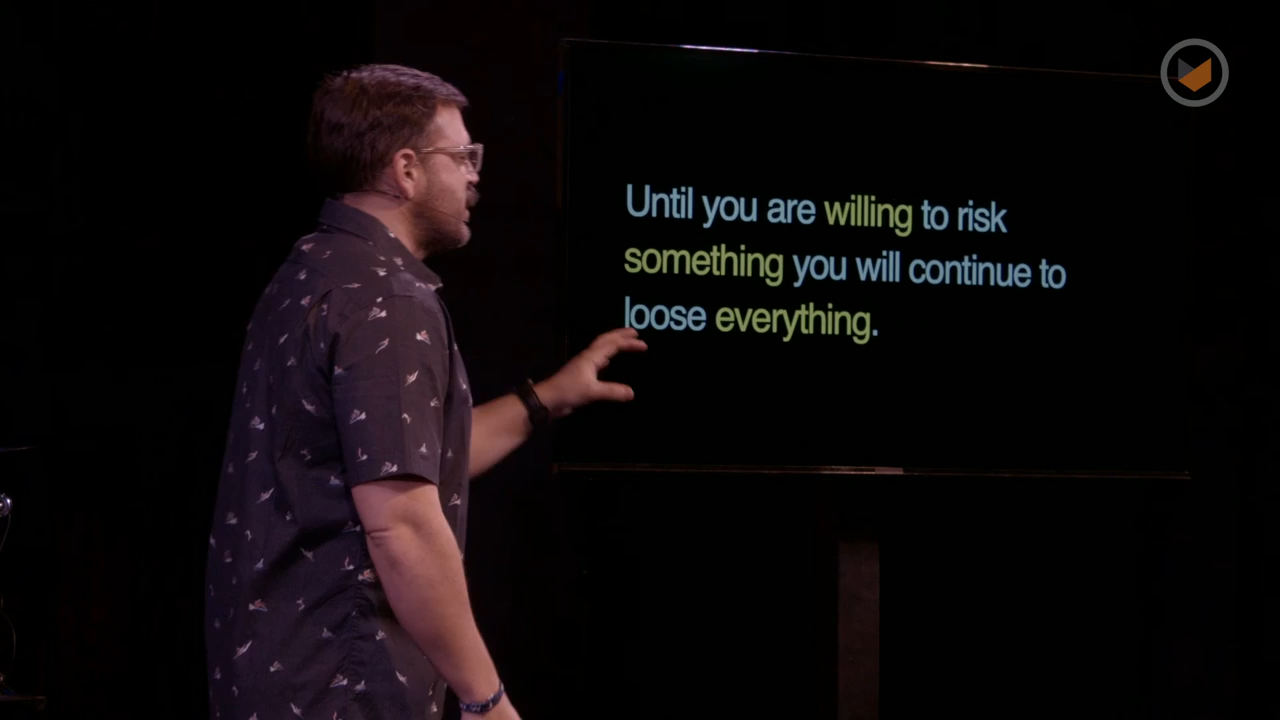 Until you are willing to risk
something you will continue to
loose everything.